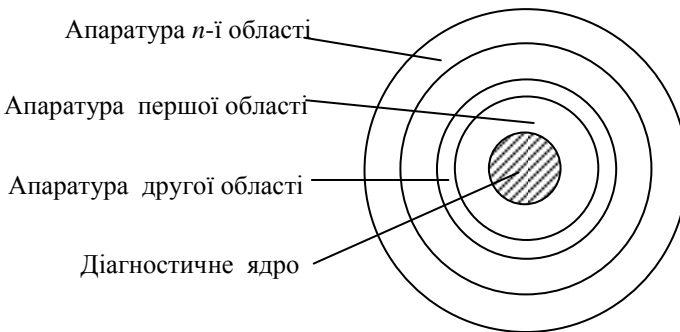 Апаратура n-ї області
Апаратура першої області
Апаратура другої області
Діагностичне ядро